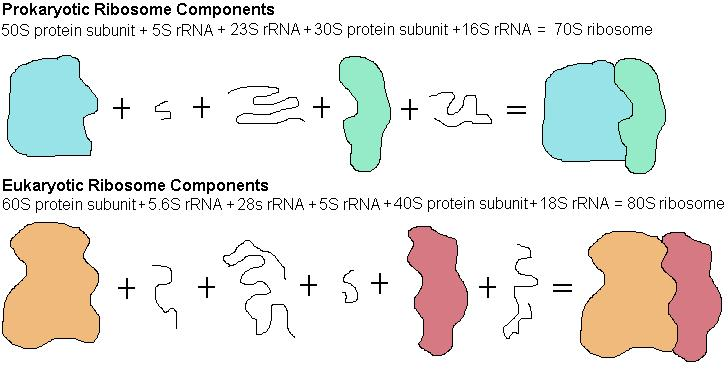 Prokaryotic Ribosome Components
50S protein subunit + 5S rRNA + 23S rRNA +30S protein subunit +16S rRNA = 70S ribosome
+ + + + =
Eukaryotic Ribosome Components
60S protein subunit+5.6S rRNA +28s rRNA +5S rRNA +40S protein subunit+18S rRNA = 80S ribosome
+ + + + + =